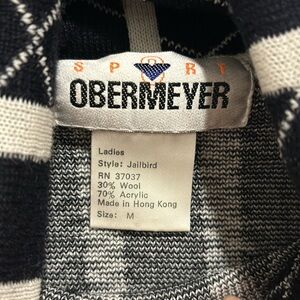 SPORT
OBERMEYER
Ladies
Style: Jailbird
RN 37037
30% Wool
70% Acrylic
Made in Hong Kong
Size: M